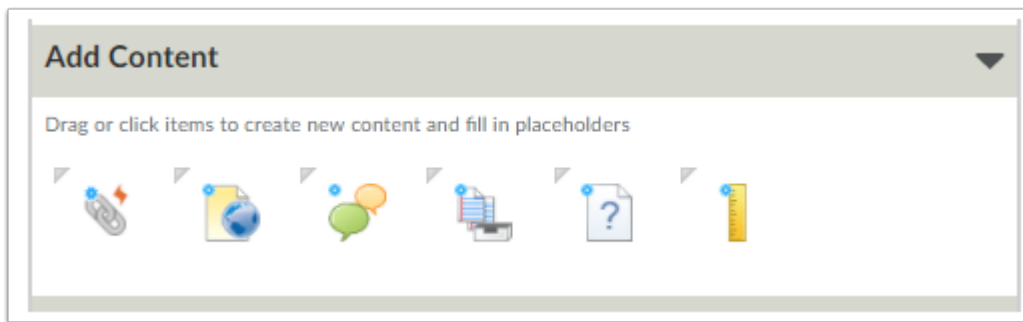 Add Content
Drag or click items to create new content and fill in placeholders
?